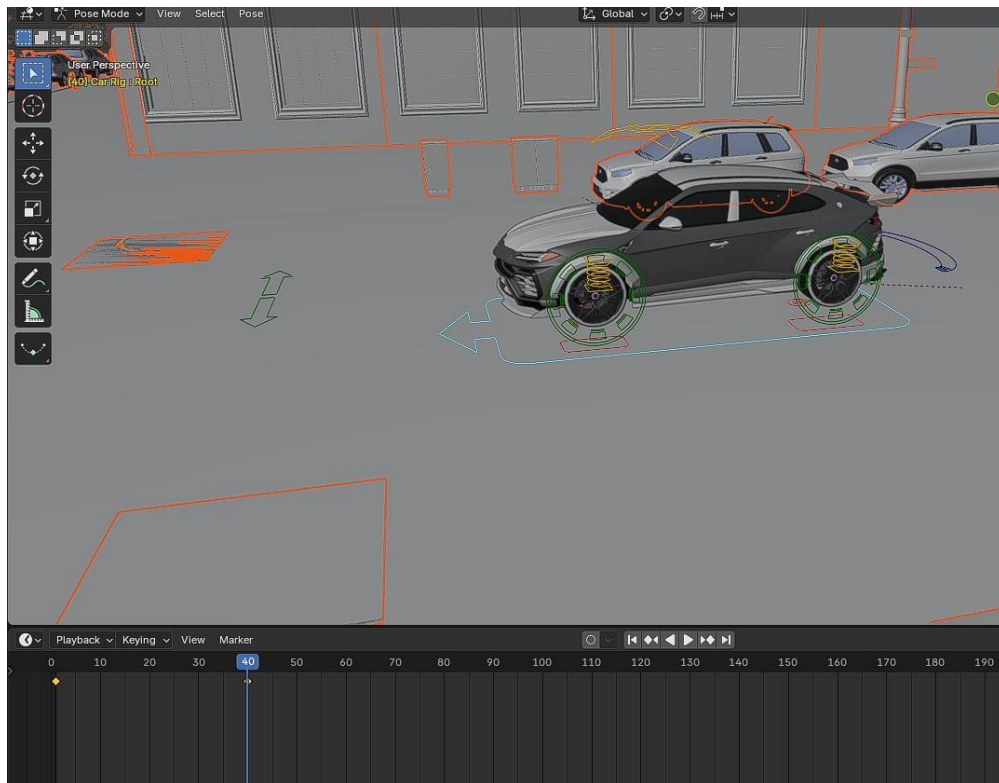 Pose Mode View Select Pose Global
User Perspective
(40) Car Rig : Root
Playback Keying View Marker
0 10 20 30 40 50 60 70 80 90 100 110 120 130 140 150 160 170 180 190